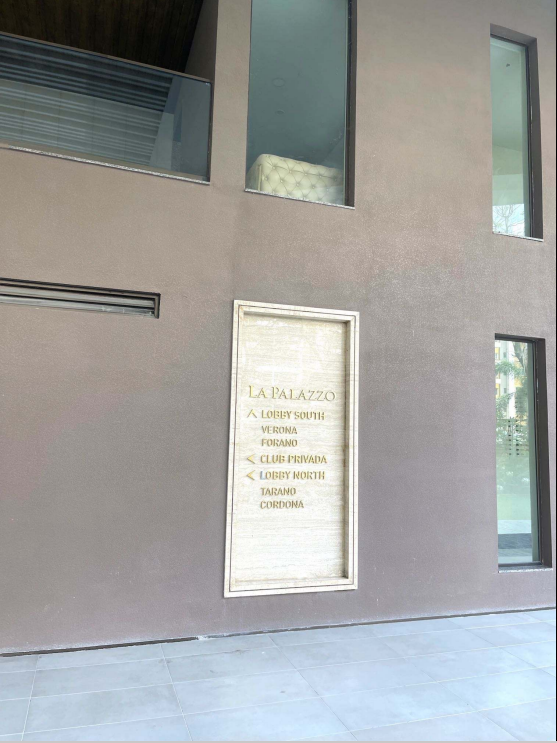 LA PALAZZO
^ LOBBY SOUTH
VERONA
FORANO
< CLUB PRIVADA
< LOBBY NORTH
TARANO
CORDONA